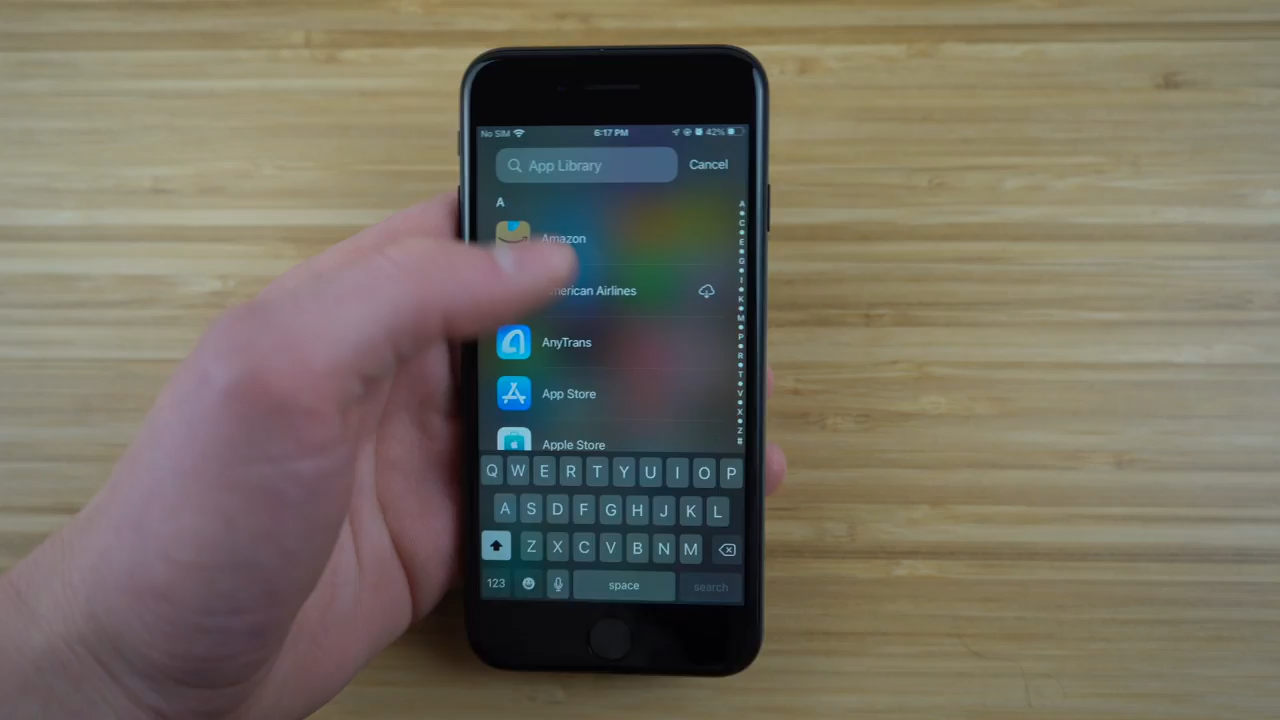 No SIM 6:17 PM 42%
App Library Cancel
A
Amazon
merican Airlines
AnyTrans
App Store
Apple Store
A
C
E
G
I
K
M
P
R
T
V
X
Z
#
Q W E R T Y U I O P
A S D F G H J K L
Z X C V B N M
123 space search